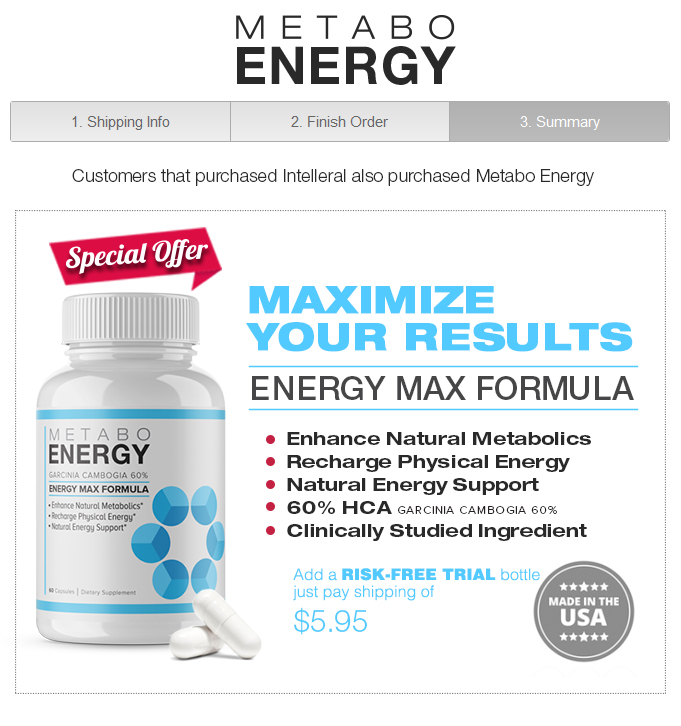 METABO
ENERGY
1. Shipping Info
2. Finish Order
3. Summary
Customers that purchased Intelleral also purchased Metabo Energy
Special Offer
MAXIMIZE
YOUR RESULTS
ENERGY MAX FORMULA
Enhance Natural Metabolics
Recharge Physical Energy
Natural Energy Support
60% HCA GARCINIA CAMBOGIA 60%
Clinically Studied Ingredient
Add a RISK-FREE TRIAL bottle
just pay shipping of
$5.95
MADE IN THE
USA
METABO
ENERGY
GARCINIA CAMBOGIA 60%
ENERGY MAX FORMULA
• Enhance Natural Metabolics*
• Recharge Physical Energy*
• Natural Energy Support*
60 Capsules | Dietary Supplement